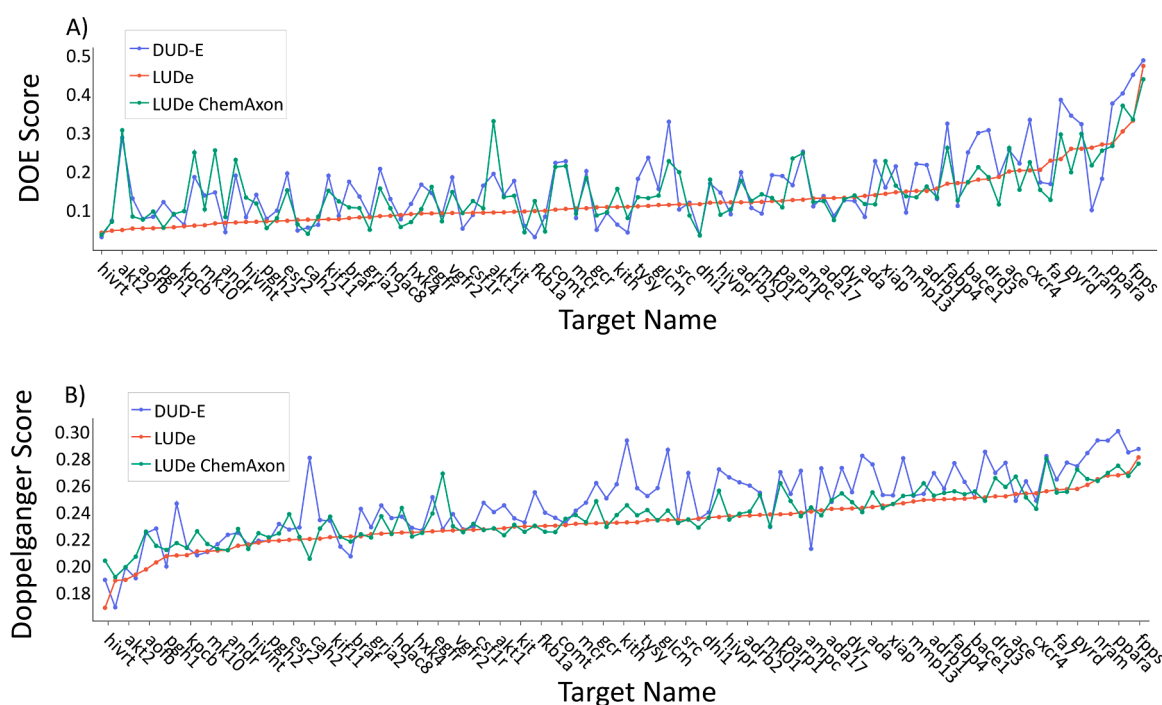 A)
DUD-E
LUDe
LUDe ChemAxon
DOE Score
0.5
0.4
0.3
0.2
0.1
hivrt
akt2
aofb
pgh1
kpcb
mk10
andr
hivint
pgh2
esr2
cah2
kif11
braf
gria2
hdac8
hxk4
egfr
vgfr2
csf1r
akt1
kit
fkb1a
comt
mcr
gcr
kith
tysy
glcm
src
dhi1
hivpr
adrb2
mk01
parp1
ampc
ada17
dyr
ada
xiap
mmp13
adrb1
fabp4
bace1
drd3
ace
cxcr4
fa7
pyrd
nram
ppara
fpps
Target Name
B)
DUD-E
LUDe
LUDe ChemAxon
Doppelganger Score
0.30
0.28
0.26
0.24
0.22
0.20
0.18
hivrt
akt2
aofb
pgh1
kpcb
mk10
andr
hivint
pgh2
esr2
cah2
kif11
braf
gria2
hdac8
hxk4
egfr
vgfr2
csf1r
akt1
kit
fkb1a
comt
mcr
gcr
kith
tysy
glcm
src
dhi1
hivpr
adrb2
mk01
parp1
ampc
ada17
dyr
ada
xiap
mmp13
adrb1
fabp4
bace1
drd3
ace
cxcr4
fa7
pyrd
nram
ppara
fpps
Target Name